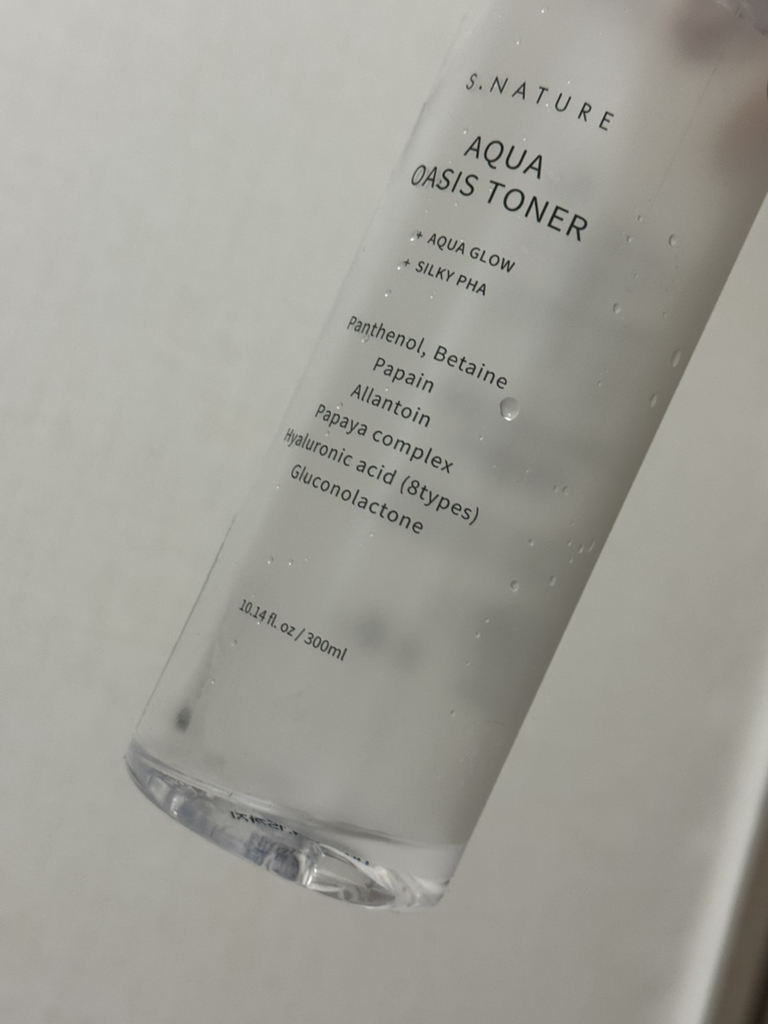 S.NATURE
AQUA
OASIS TONER
+ AQUA GLOW
+ SILKY PHA
Panthenol, Betaine
Papain
Allantoin
Papaya complex
Hyaluronic acid (8types)
Gluconolactone
10.14 fl. oz / 300ml